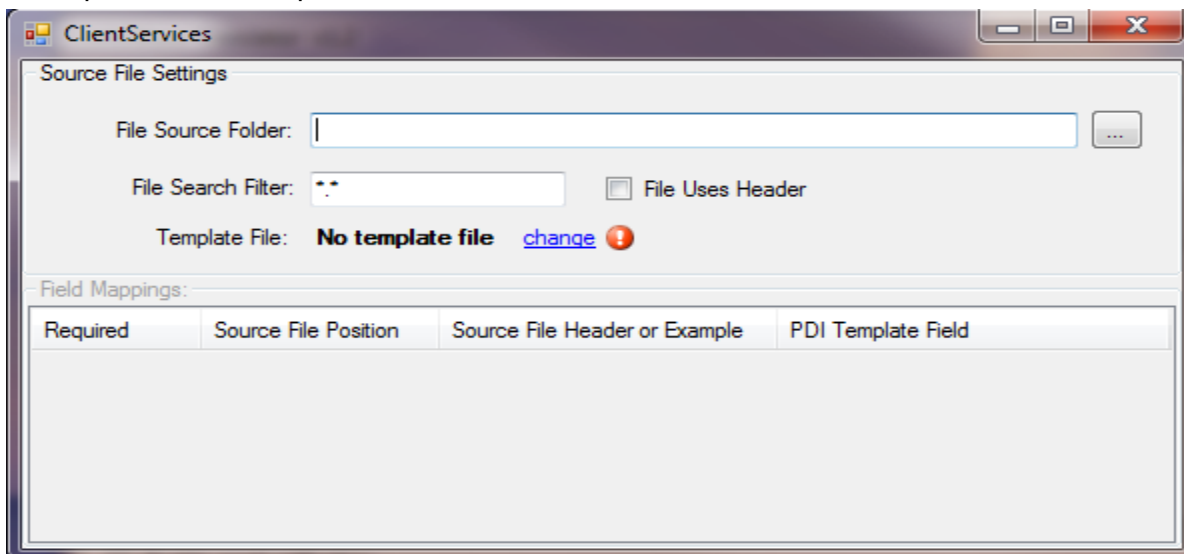 ClientServices
Source File Settings
File Source Folder:
...
File Search Filter: *.* File Uses Header
Template File: No template file change
Field Mappings:
Required Source File Position Source File Header or Example PDI Template Field